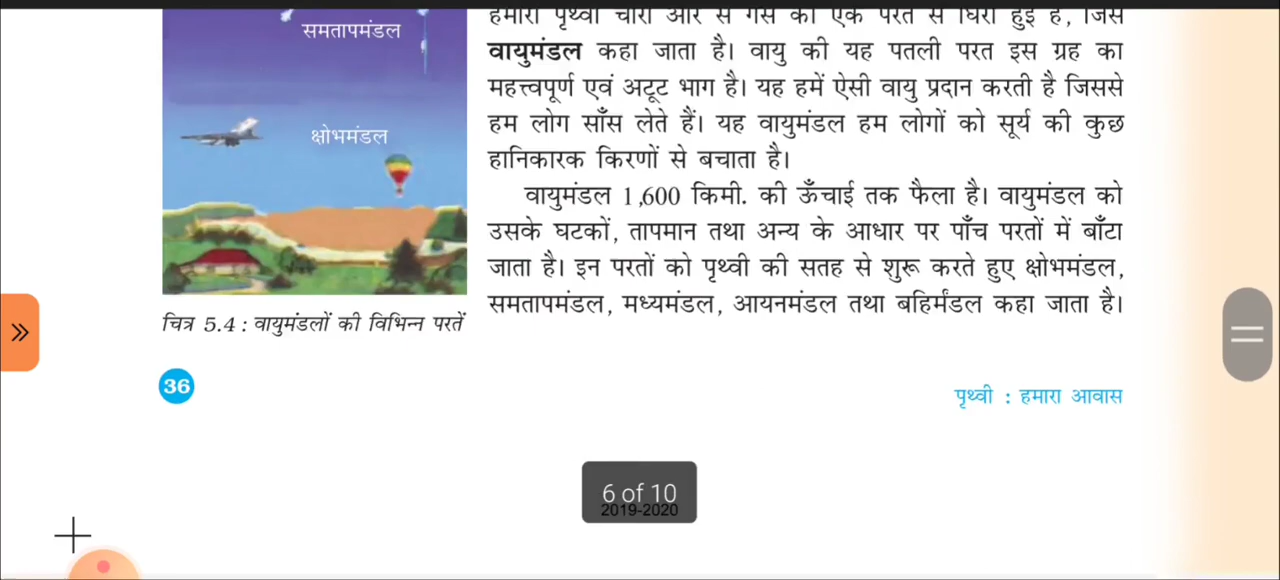 समतापमंडल
क्षोभमंडल
चित्र 5.4 : वायुमंडलों की विभिन्न परतें
हमारी पृथ्वी चारों ओर से गैस की एक परत से घिरी हुई है, जिसे
वायुमंडल कहा जाता है। वायु की यह पतली परत इस ग्रह का
महत्त्वपूर्ण एवं अटूट भाग है। यह हमें ऐसी वायु प्रदान करती है जिससे
हम लोग साँस लेते हैं। यह वायुमंडल हम लोगों को सूर्य की कुछ
हानिकारक किरणों से बचाता है।
वायुमंडल 1,600 किमी. की ऊँचाई तक फैला है। वायुमंडल को
उसके घटकों, तापमान तथा अन्य के आधार पर पाँच परतों में बाँटा
जाता है। इन परतों को पृथ्वी की सतह से शुरू करते हुए क्षोभमंडल,
समतापमंडल, मध्यमंडल, आयनमंडल तथा बहिर्मंडल कहा जाता है।
36
पृथ्वी : हमारा आवास
6 of 10
2019-2020